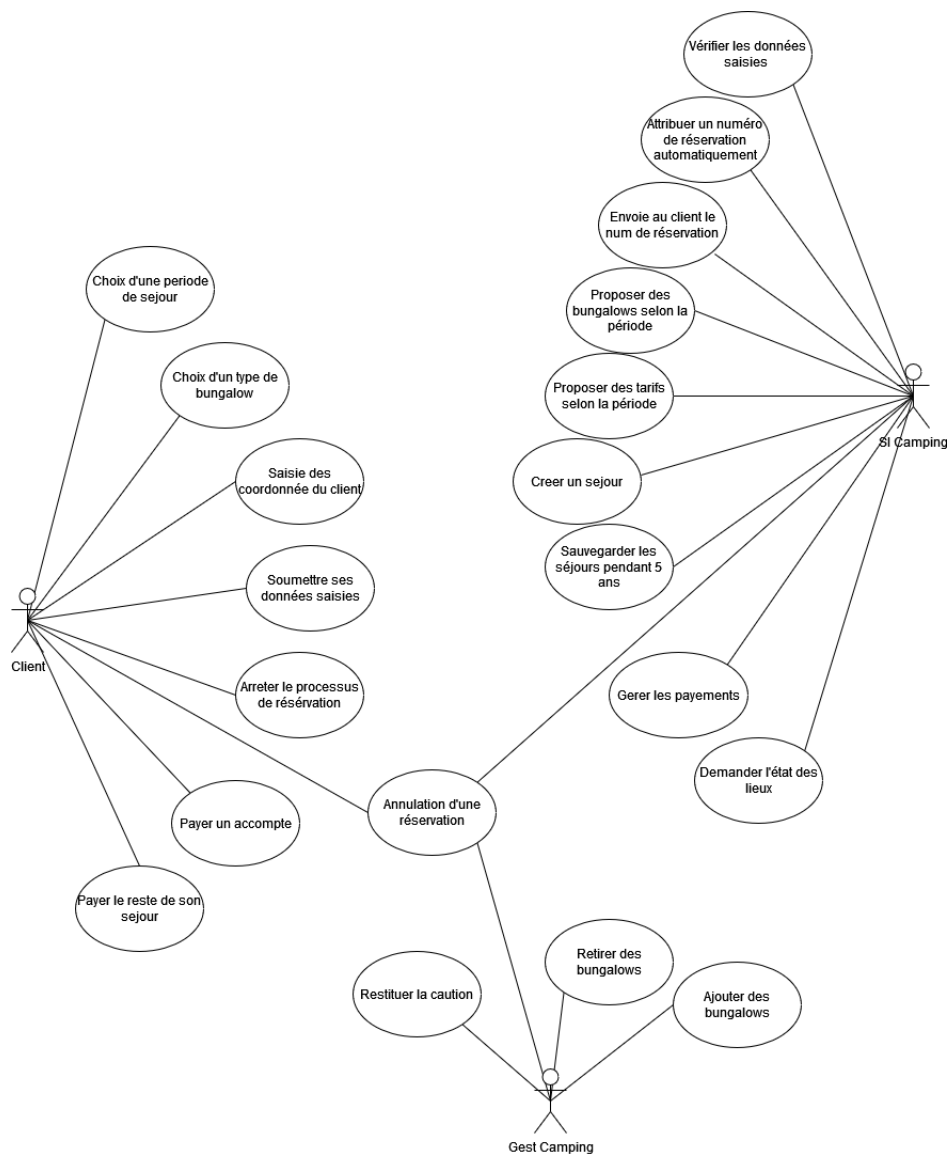 Vérifier les données
saisies
Attribuer un numéro
de réservation
automatiquement
Envoie au client le
num de réservation
Choix d'une periode
de sejour
Proposer des
bungalows selon la
période
Choix d'un type de
bungalow
Proposer des tarifs
selon la période
SI Camping
Saisie des
coordonnée du client
Creer un sejour
Sauvegarder les
séjours pendant 5
ans
Soumettre ses
données saisies
Client
Arreter le processus
de résérvation
Gerer les payements
Demander l'état des
lieux
Annulation d'une
réservation
Payer un accompte
Payer le reste de son
sejour
Retirer des
bungalows
Restituer la caution
Ajouter des
bungalows
Gest Camping